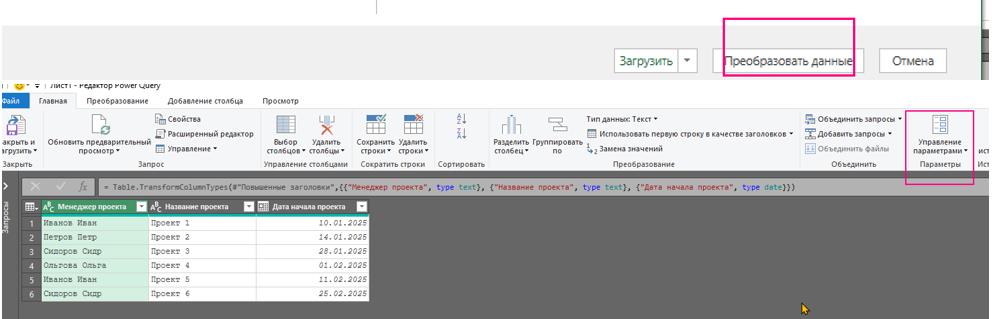 Загрузить Преобразовать данные Отмена
Лист1 - Редактор Power Query
Файл Главная Преобразование Добавление столбца Просмотр
акрыть и агрузить Закрыть
Обновить предварительный просмотр Свойства Расширенный редактор Управление Запрос
Выбор столбцов Удалить столбцы Управление столбцами
Сохранить строки Удалить строки Сократить строки
Сортировать
Разделить столбец Группировать по Тип данных: Текст Использовать первую строку в качестве заголовков Замена значений Преобразование
Объединить запросы Добавить запросы Объединить файлы Объединить
Управление параметрами Параметры
Запросы
= Table.TransformColumnTypes(#"Повышенные заголовки",{{"Менеджер проекта", type text}, {"Название проекта", type text}, {"Дата начала проекта", type date}})
Менеджер проекта Название проекта Дата начала проекта
1 Иванов Иван Проект 1 10.01.2025
2 Петров Петр Проект 2 14.01.2025
3 Сидоров Сидр Проект 3 28.01.2025
4 Ольгова Ольга Проект 4 01.02.2025
5 Иванов Иван Проект 5 11.02.2025
6 Сидоров Сидр Проект 6 25.02.2025